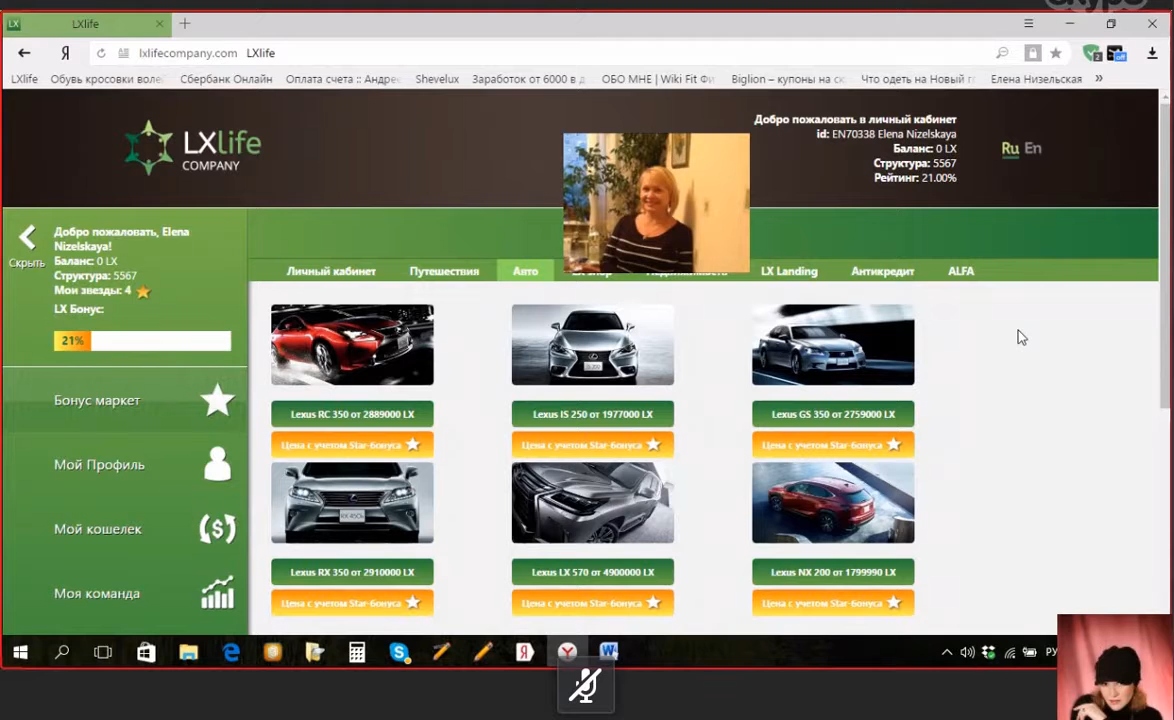 LXlife
lxlifecompany.com LXlife
LXlife
Обувь кросовки воле
Сбербанк Онлайн
Оплата счета :: Андрес
Shevelux
Заработок от 6000 в д
ОБО МНЕ | Wiki Fit Фи
Biglion – купоны на ск
Что одеть на Новый г
Елена Низельская
LXlife
COMPANY
Добро пожаловать в личный кабинет
id: EN70338 Elena Nizelskaya
Баланс: 0 LX
Структура: 5567
Рейтинг: 21.00%
Ru En
Скрыть
Добро пожаловать, Elena
Nizelskaya!
Баланс: 0 LX
Структура: 5567
Мои звезды: 4
LX Бонус:
21%
Бонус маркет
Мой Профиль
Мой кошелек
Моя команда
Личный кабинет
Путешествия
Авто
LX Landing
Антикредит
ALFA
Lexus RC 350 от 2889000 LX
Lexus IS 250 от 1977000 LX
Lexus GS 350 от 2759000 LX
Цена с учетом Star-бонуса
Цена с учетом Star-бонуса
Цена с учетом Star-бонуса
Lexus RX 350 от 2910000 LX
Lexus LX 570 от 4900000 LX
Lexus NX 200 от 1799990 LX
Цена с учетом Star-бонуса
Цена с учетом Star-бонуса
Цена с учетом Star-бонуса
РУ